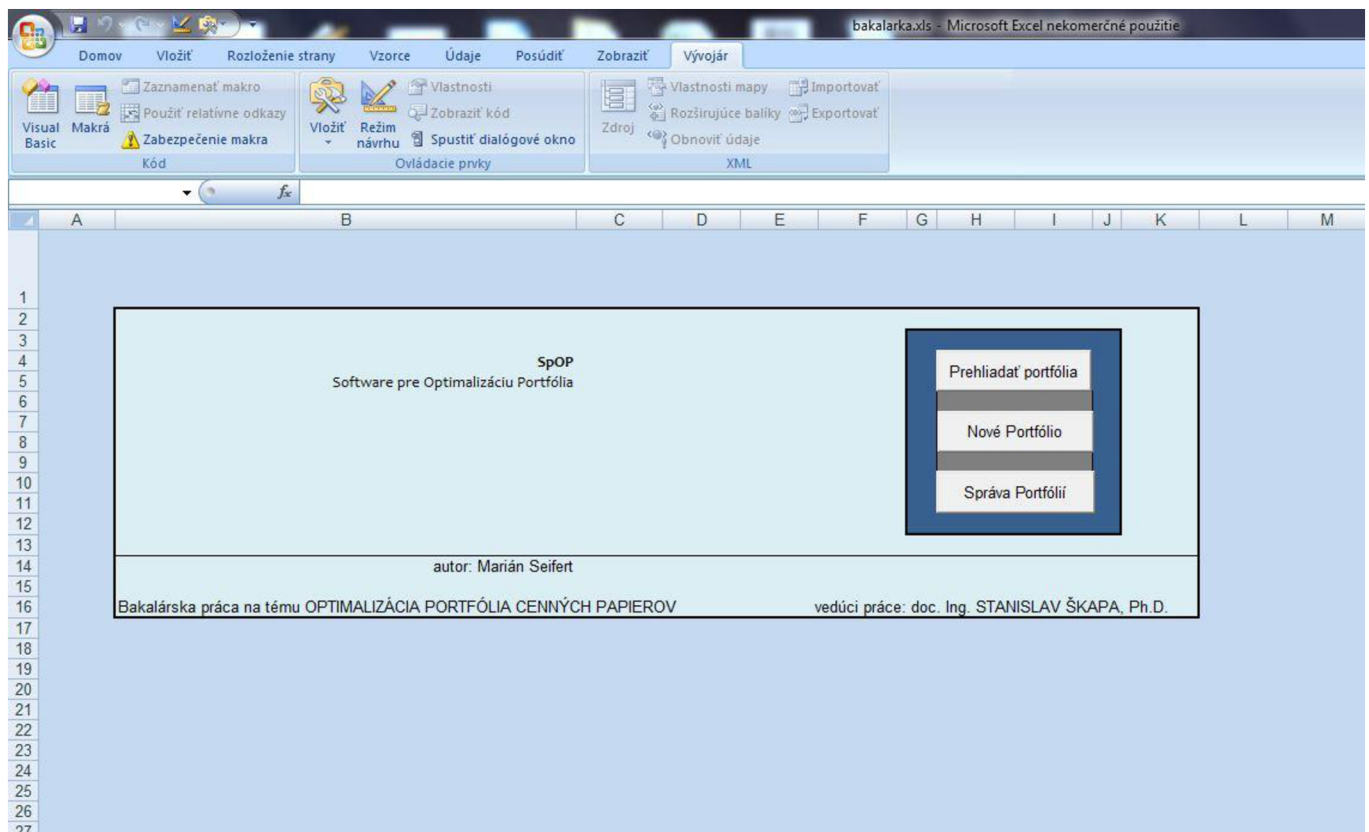 bakalarka.xls - Microsoft Excel nekomerčné použitie
Domov Vložiť Rozloženie strany Vzorce Údaje Posúdiť Zobraziť Vývojár
Visual Basic
Makrá
Zaznamenať makro
Použiť relatívne odkazy
Zabezpečenie makra
Kód
Vložiť
Režim návrhu
Vlastnosti
Zobraziť kód
Spustiť dialógové okno
Ovládacie prvky
Zdroj
Vlastnosti mapy
Rozširujúce balíky
Obnoviť údaje
Importovať
Exportovať
XML
fx
A B C D E F G H I J K L M
1
2
3
4 SpOP
Prehliadať portfólia
5 Software pre Optimalizáciu Portfólia
6
7
Nové Portfólio
8
9
10
Správa Portfólií
11
12
13
14 autor: Marián Seifert
15
16 Bakalárska práca na tému OPTIMALIZÁCIA PORTFÓLIA CENNÝCH PAPIEROV vedúci práce: doc. Ing. STANISLAV ŠKAPA, Ph.D.
17
18
19
20
21
22
23
24
25
26
27